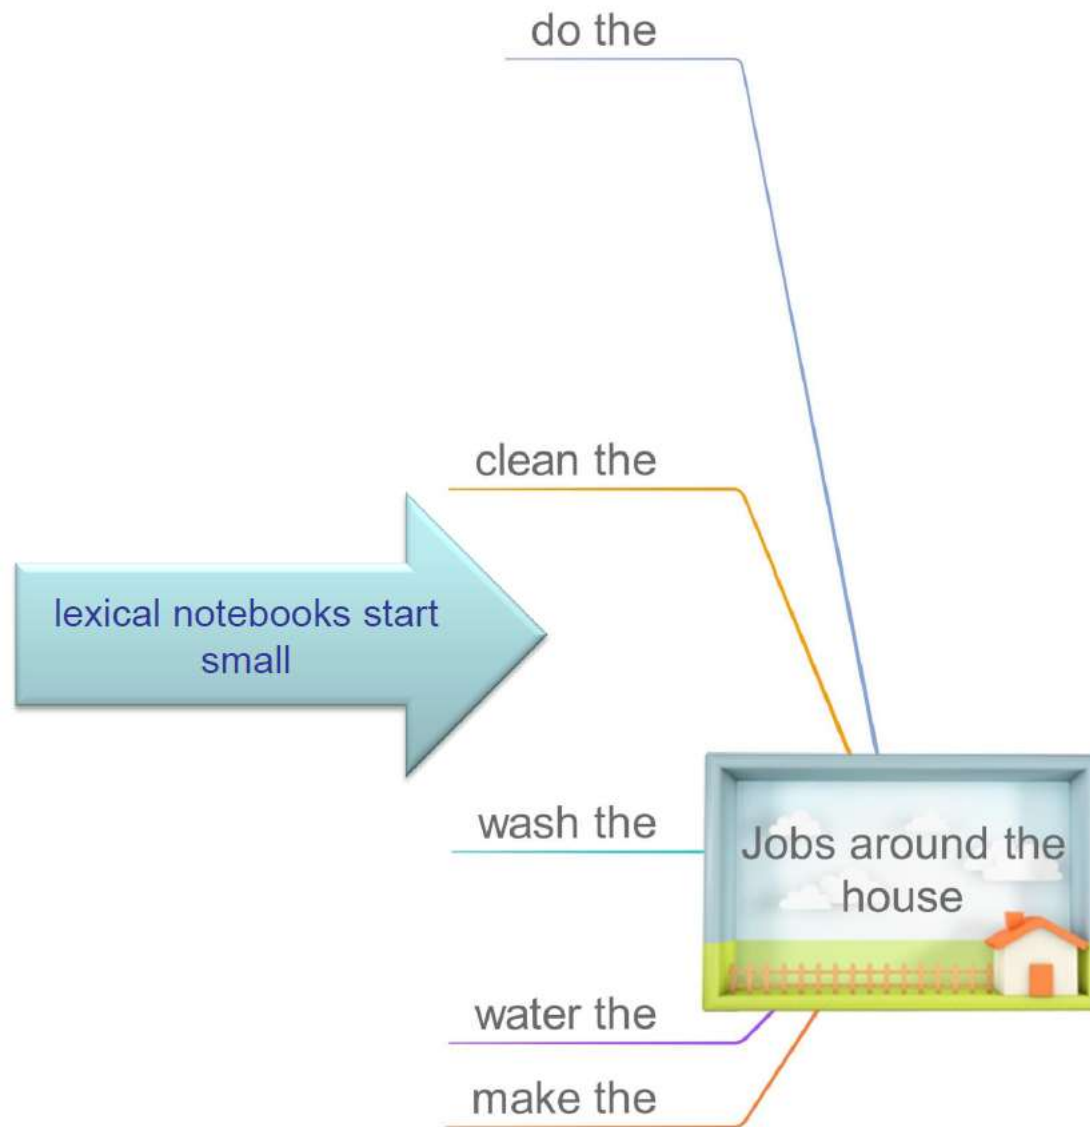 do the
clean the
lexical notebooks start
small
wash the
Jobs around the
house
water the
make the